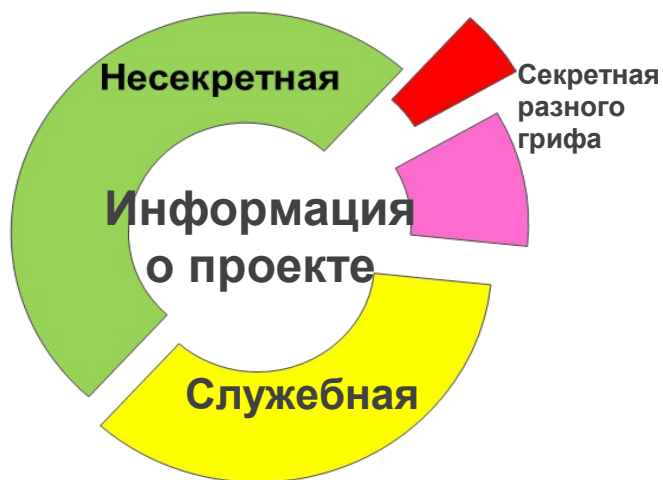 Несекретная
Секретная
разного
грифа
Информация
о проекте
Служебная